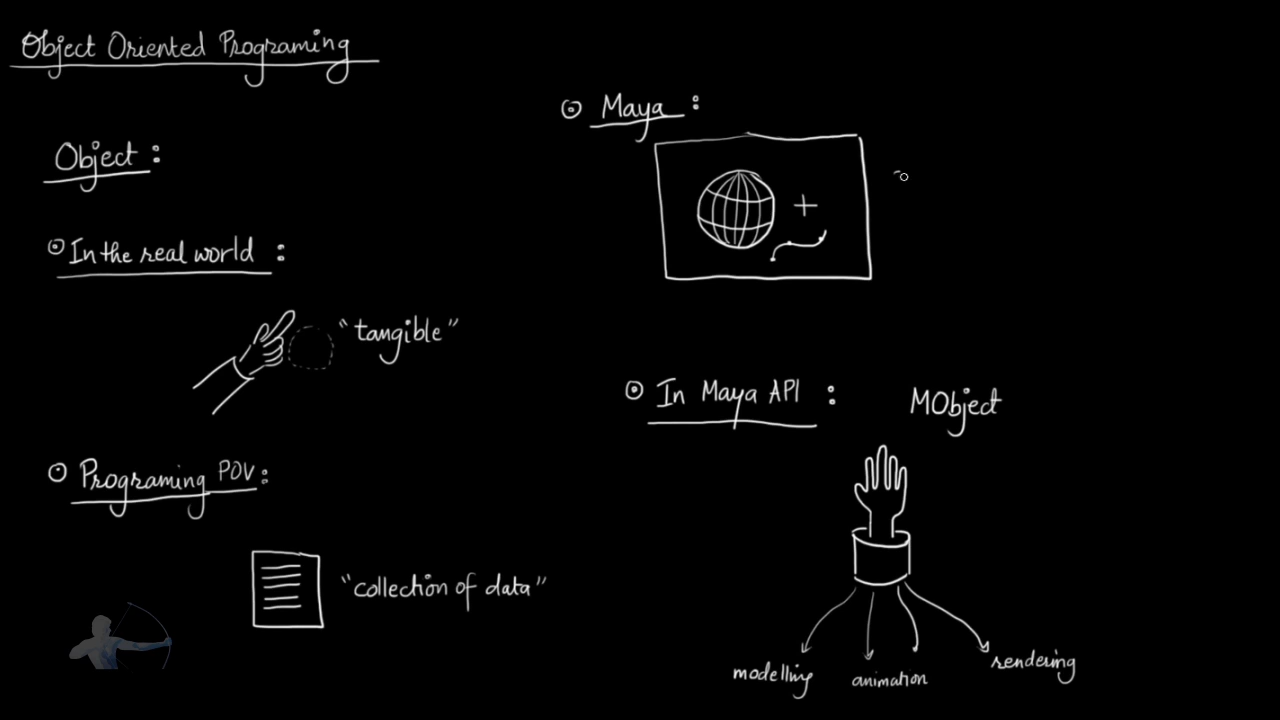 Object Oriented Programing
Object :
In the real world :
"tangible"
Programing POV :
"collection of data"
Maya :
In Maya API :
MObject
modelling
animation
rendering